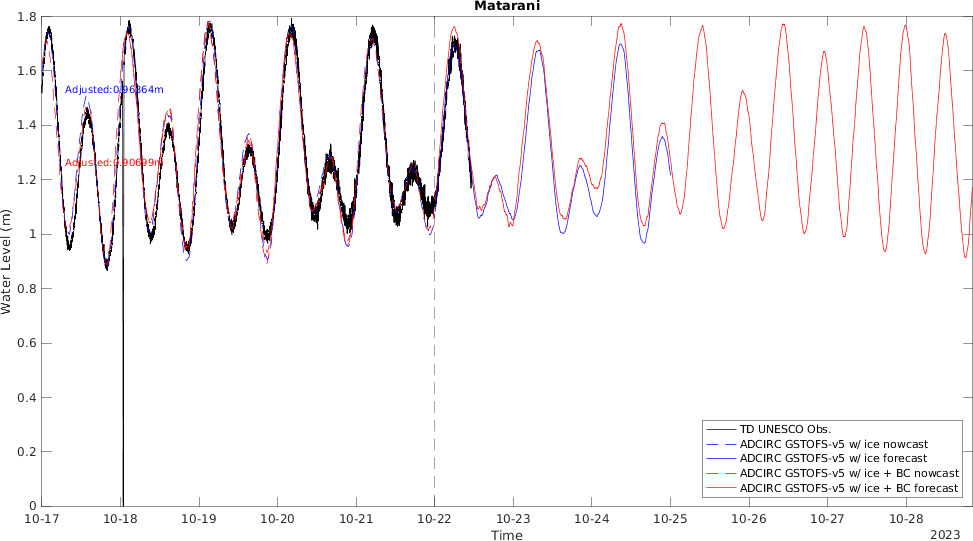 Matarani
1.8
1.6
1.4
1.2
1
0.8
0.6
0.4
0.2
0
Water Level (m)
Adjusted:0.96364m
Adjusted:0.90699m
TD UNESCO Obs.
ADCIRC GSTOFS-v5 w/ ice nowcast
ADCIRC GSTOFS-v5 w/ ice forecast
ADCIRC GSTOFS-v5 w/ ice + BC nowcast
ADCIRC GSTOFS-v5 w/ ice + BC forecast
10-17 10-18 10-19 10-20 10-21 10-22 10-23 10-24 10-25 10-26 10-27 10-28
Time
2023